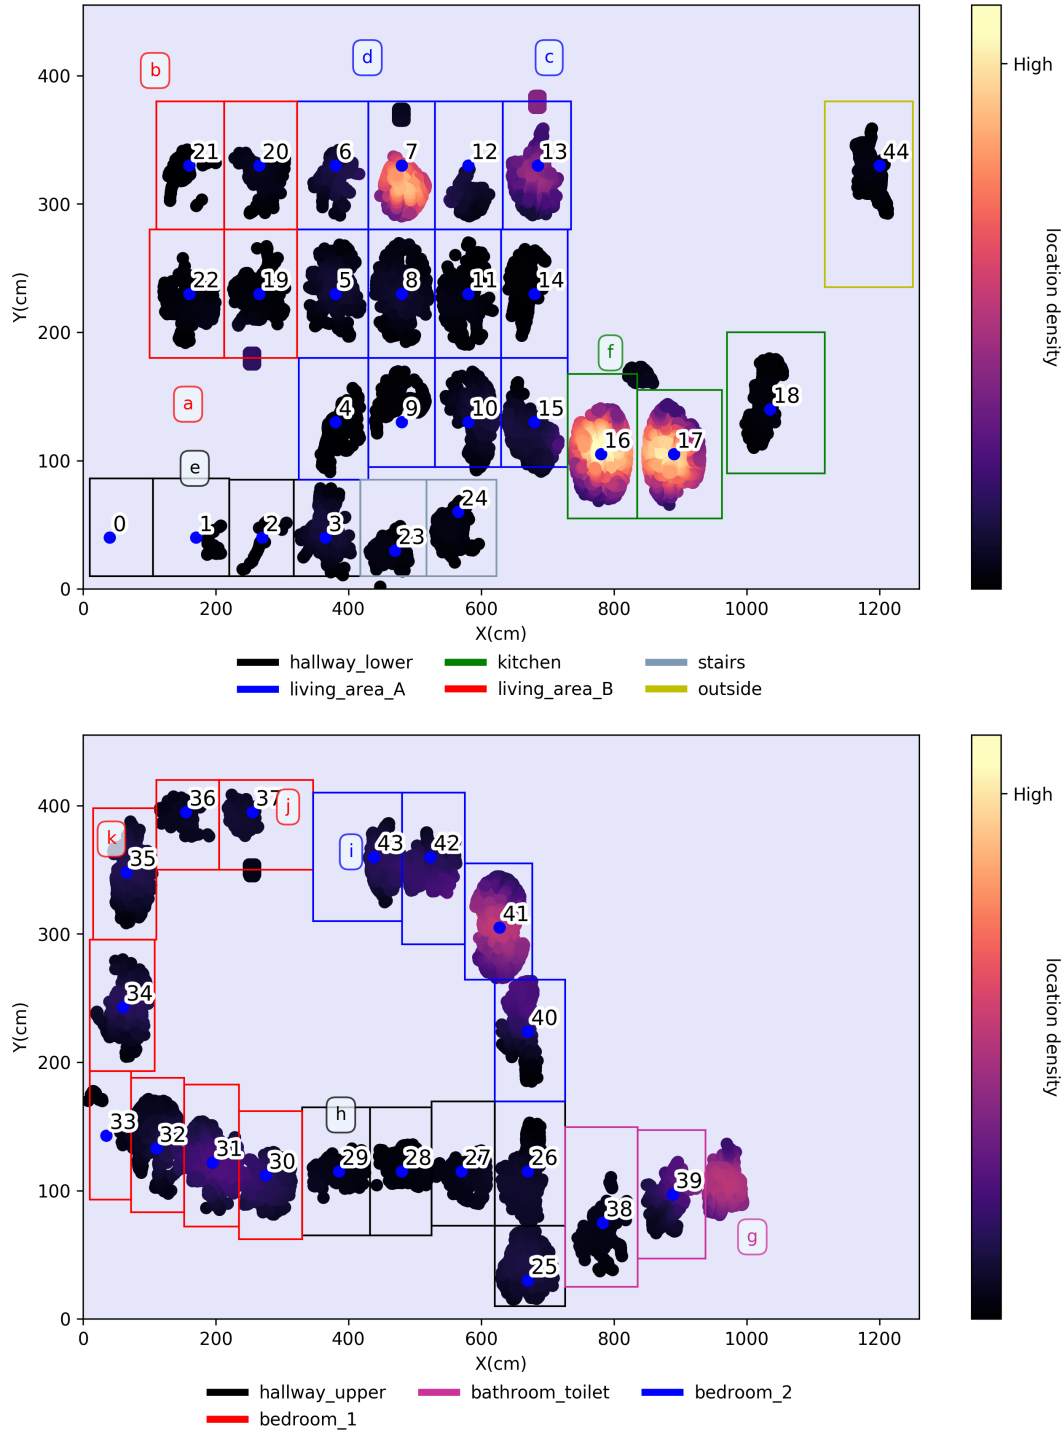 b
d
c
400
21
20
6
7
12
13
44
300
22
19
5
8
11
14
Y(cm)
200
f
a
4
9
10
15
16
17
18
100
e
0
1
2
3
23
24
0
0
200
400
600
800
1000
1200
X(cm)
High
location density
hallway_lower
kitchen
stairs
living_area_A
living_area_B
outside
400
36
37
j
k
35
i
43
42
41
300
34
40
Y(cm)
200
33
32
31
30
h
29
28
27
26
100
39
38
g
25
0
0
200
400
600
800
1000
1200
X(cm)
High
location density
hallway_upper
bathroom_toilet
bedroom_2
bedroom_1